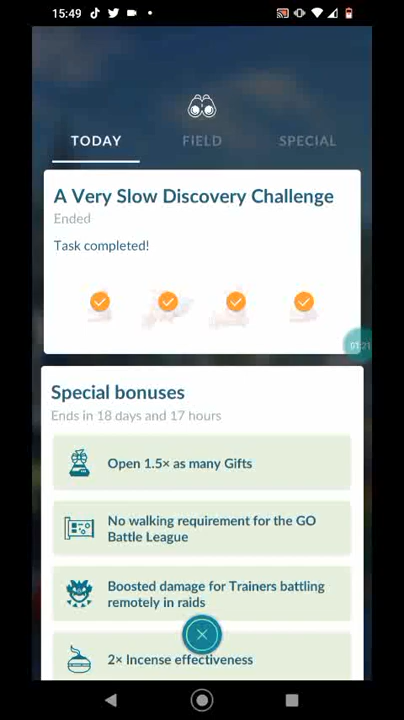 15:49
TODAY
FIELD
SPECIAL
A Very Slow Discovery Challenge
Ended
Task completed!
01:21
Special bonuses
Ends in 18 days and 17 hours
Open 1.5× as many Gifts
No walking requirement for the GO
Battle League
Boosted damage for Trainers battling
remotely in raids
2× Incense effectiveness